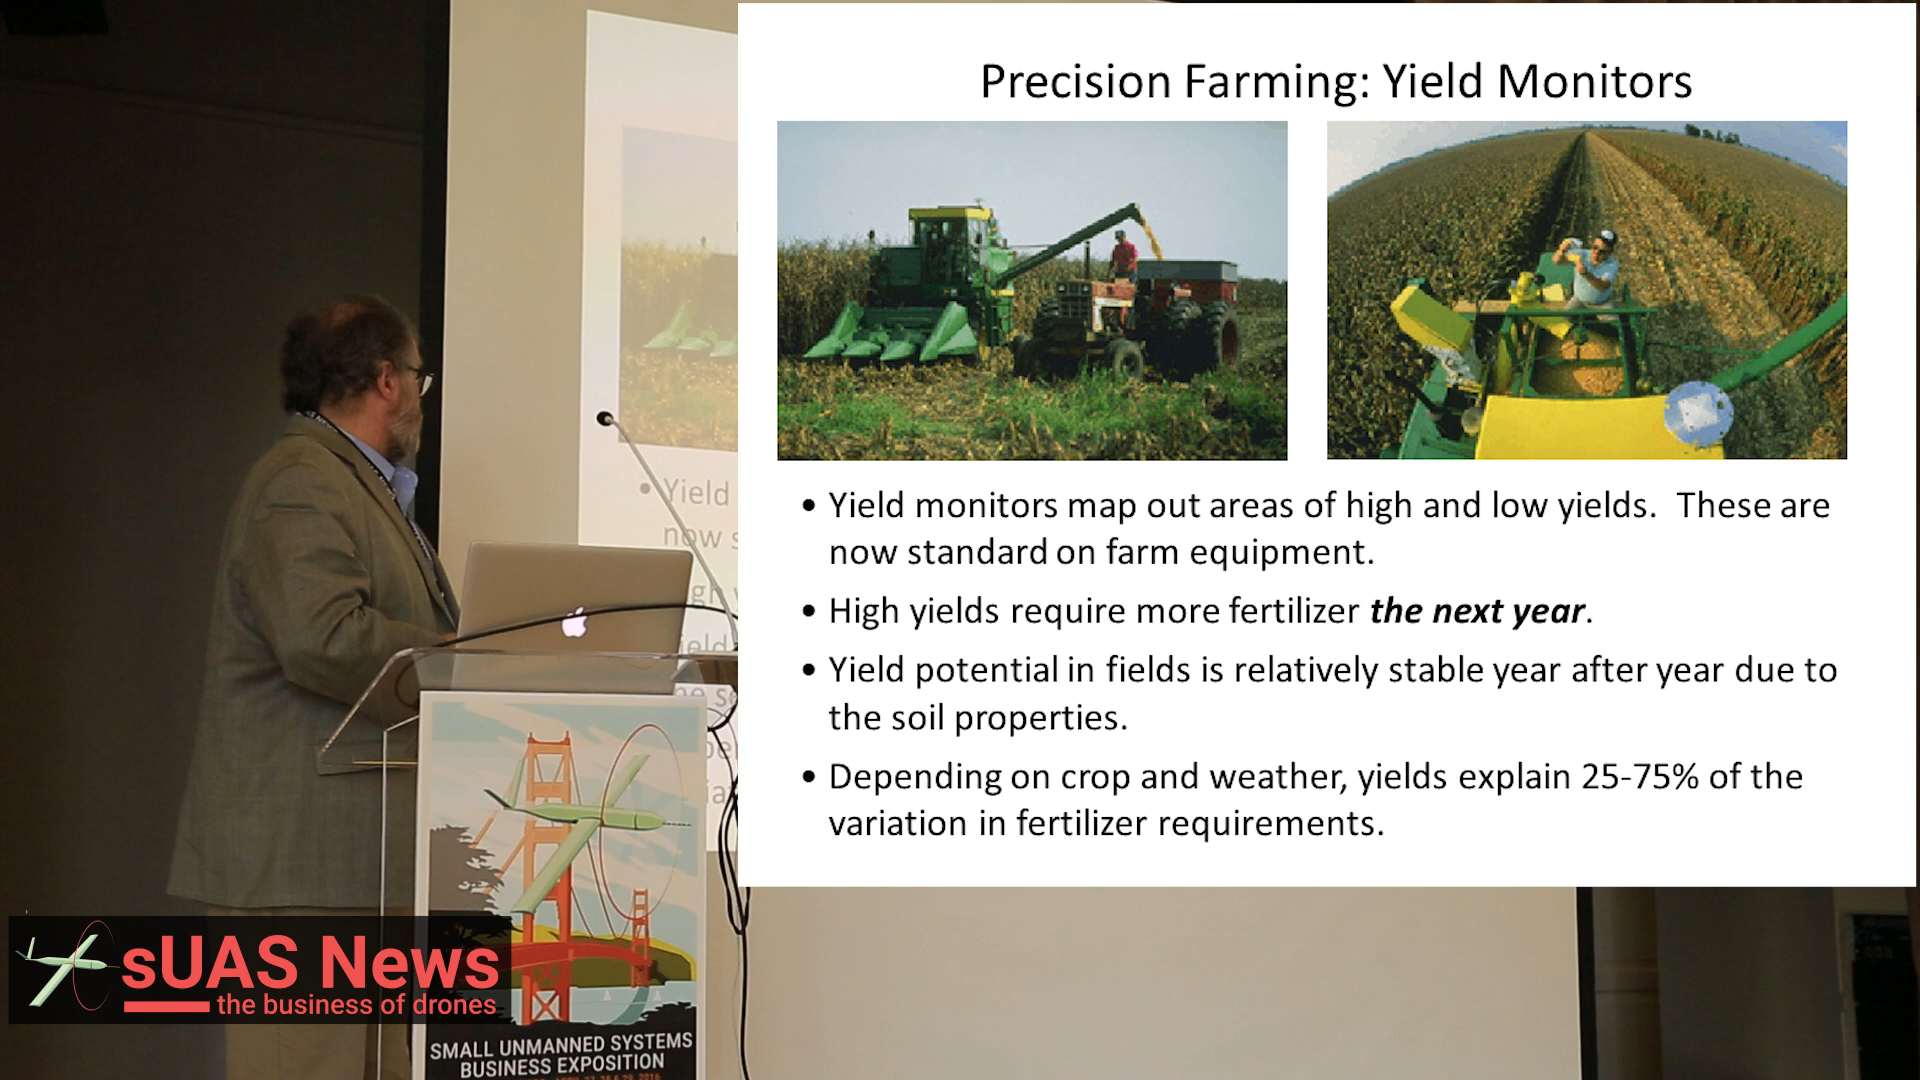 Precision Farming: Yield Monitors
• Yield monitors map out areas of high and low yields.  These are
now standard on farm equipment.
• High yields require more fertilizer the next year.
• Yield potential in fields is relatively stable year after year due to
the soil properties.
• Depending on crop and weather, yields explain 25-75% of the
variation in fertilizer requirements.
• Yield
now
sUAS News
the business of drones
SMALL UNMANNED SYSTEMS
BUSINESS EXPOSITION